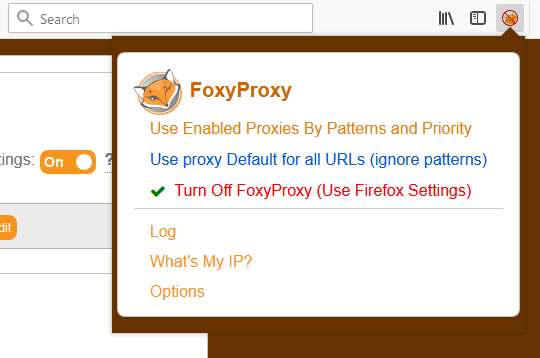 Search
FoxyProxy
Use Enabled Proxies By Patterns and Priority
tings: On ?
Use proxy Default for all URLs (ignore patterns)
Turn Off FoxyProxy (Use Firefox Settings)
dit
Log
What's My IP?
Options